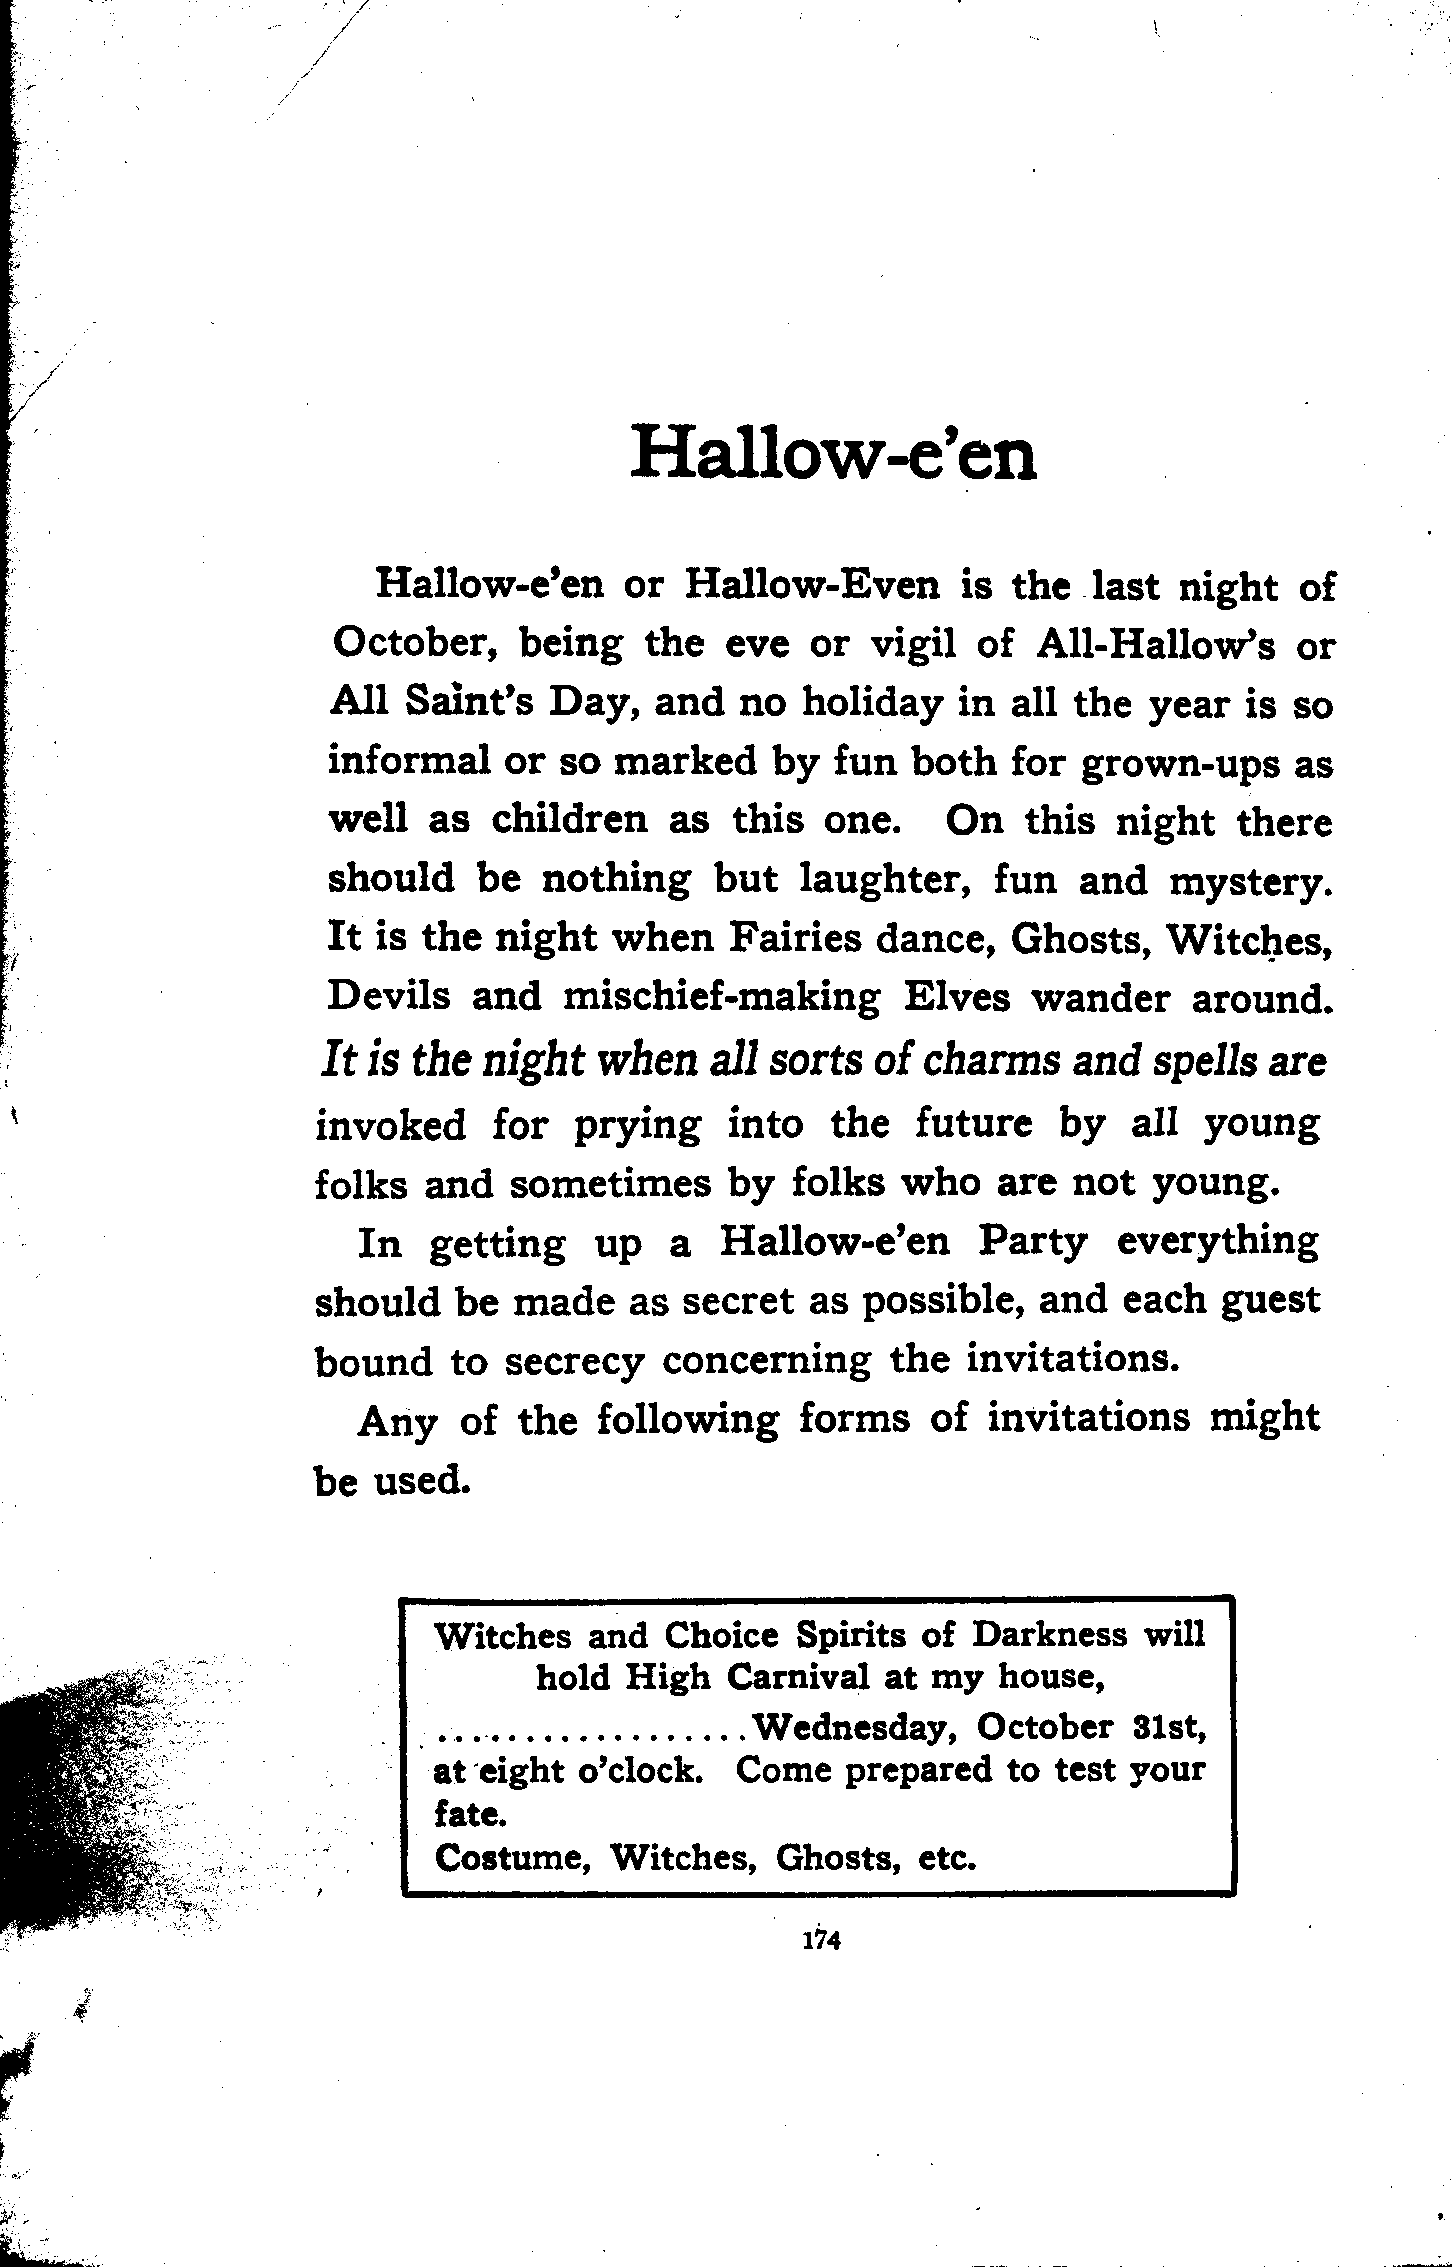 Hallow-e’en
Hallow-e’en or Hallow-Even is the last night of
October, being the eve or vigil of All-Hallow’s or
All Saint’s Day, and no holiday in all the year is so
informal or so marked by fun both for grown-ups as
well as children as this one. On this night there
should be nothing but laughter, fun and mystery.
It is the night when Fairies dance, Ghosts, Witches,
Devils and mischief-making Elves wander around.
It is the night when all sorts of charms and spells are
invoked for prying into the future by all young
folks and sometimes by folks who are not young.
In getting up a Hallow-e’en Party everything
should be made as secret as possible, and each guest
bound to secrecy concerning the invitations.
Any of the following forms of invitations might
be used.
Witches and Choice Spirits of Darkness will
hold High Carnival at my house,
..................Wednesday, October 31st,
at eight o’clock. Come prepared to test your
fate.
Costume, Witches, Ghosts, etc.
174